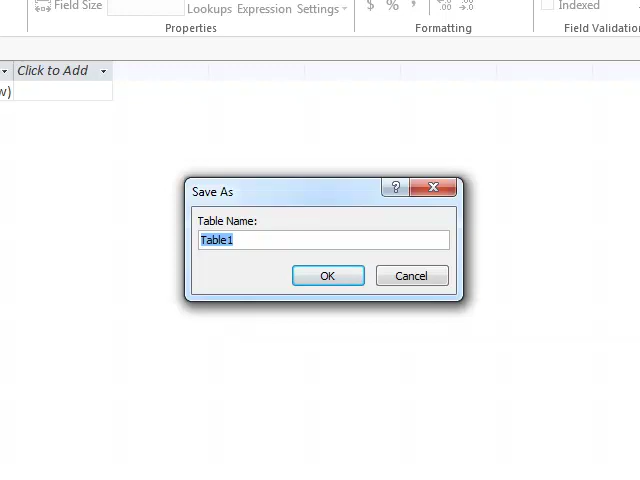 Field Size
Lookups Expression Settings
$ % ,
Indexed
Properties
Formatting
Field Validation
Click to Add
w)
Save As
?
Table Name:
Table1
OK
Cancel